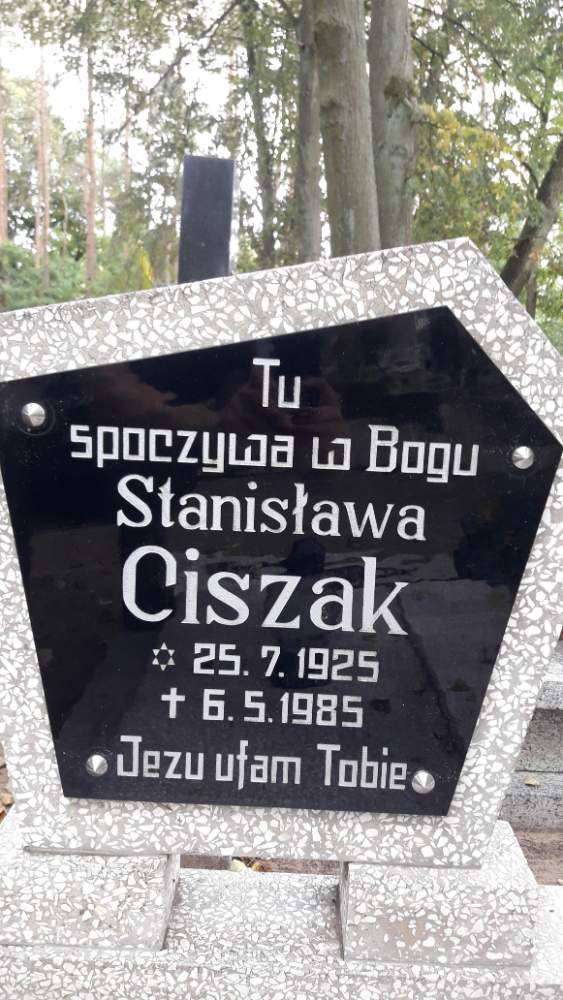 Tu
spoczywa w Bogu
Stanisława
Ciszak
✡ 25. 7. 1925
✝ 6. 5. 1985
Jezu ufam Tobie